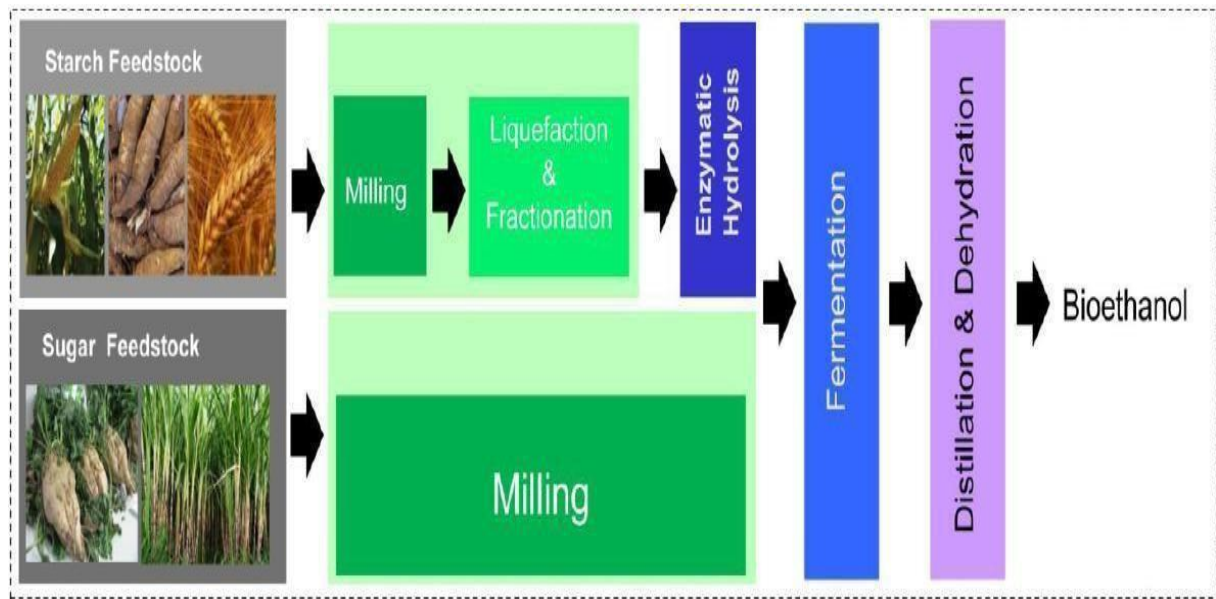 Starch Feedstock
Milling
Liquefaction
&
Fractionation
Enzymatic
Hydrolysis
Sugar Feedstock
Milling
Fermentation
Distillation & Dehydration
Bioethanol